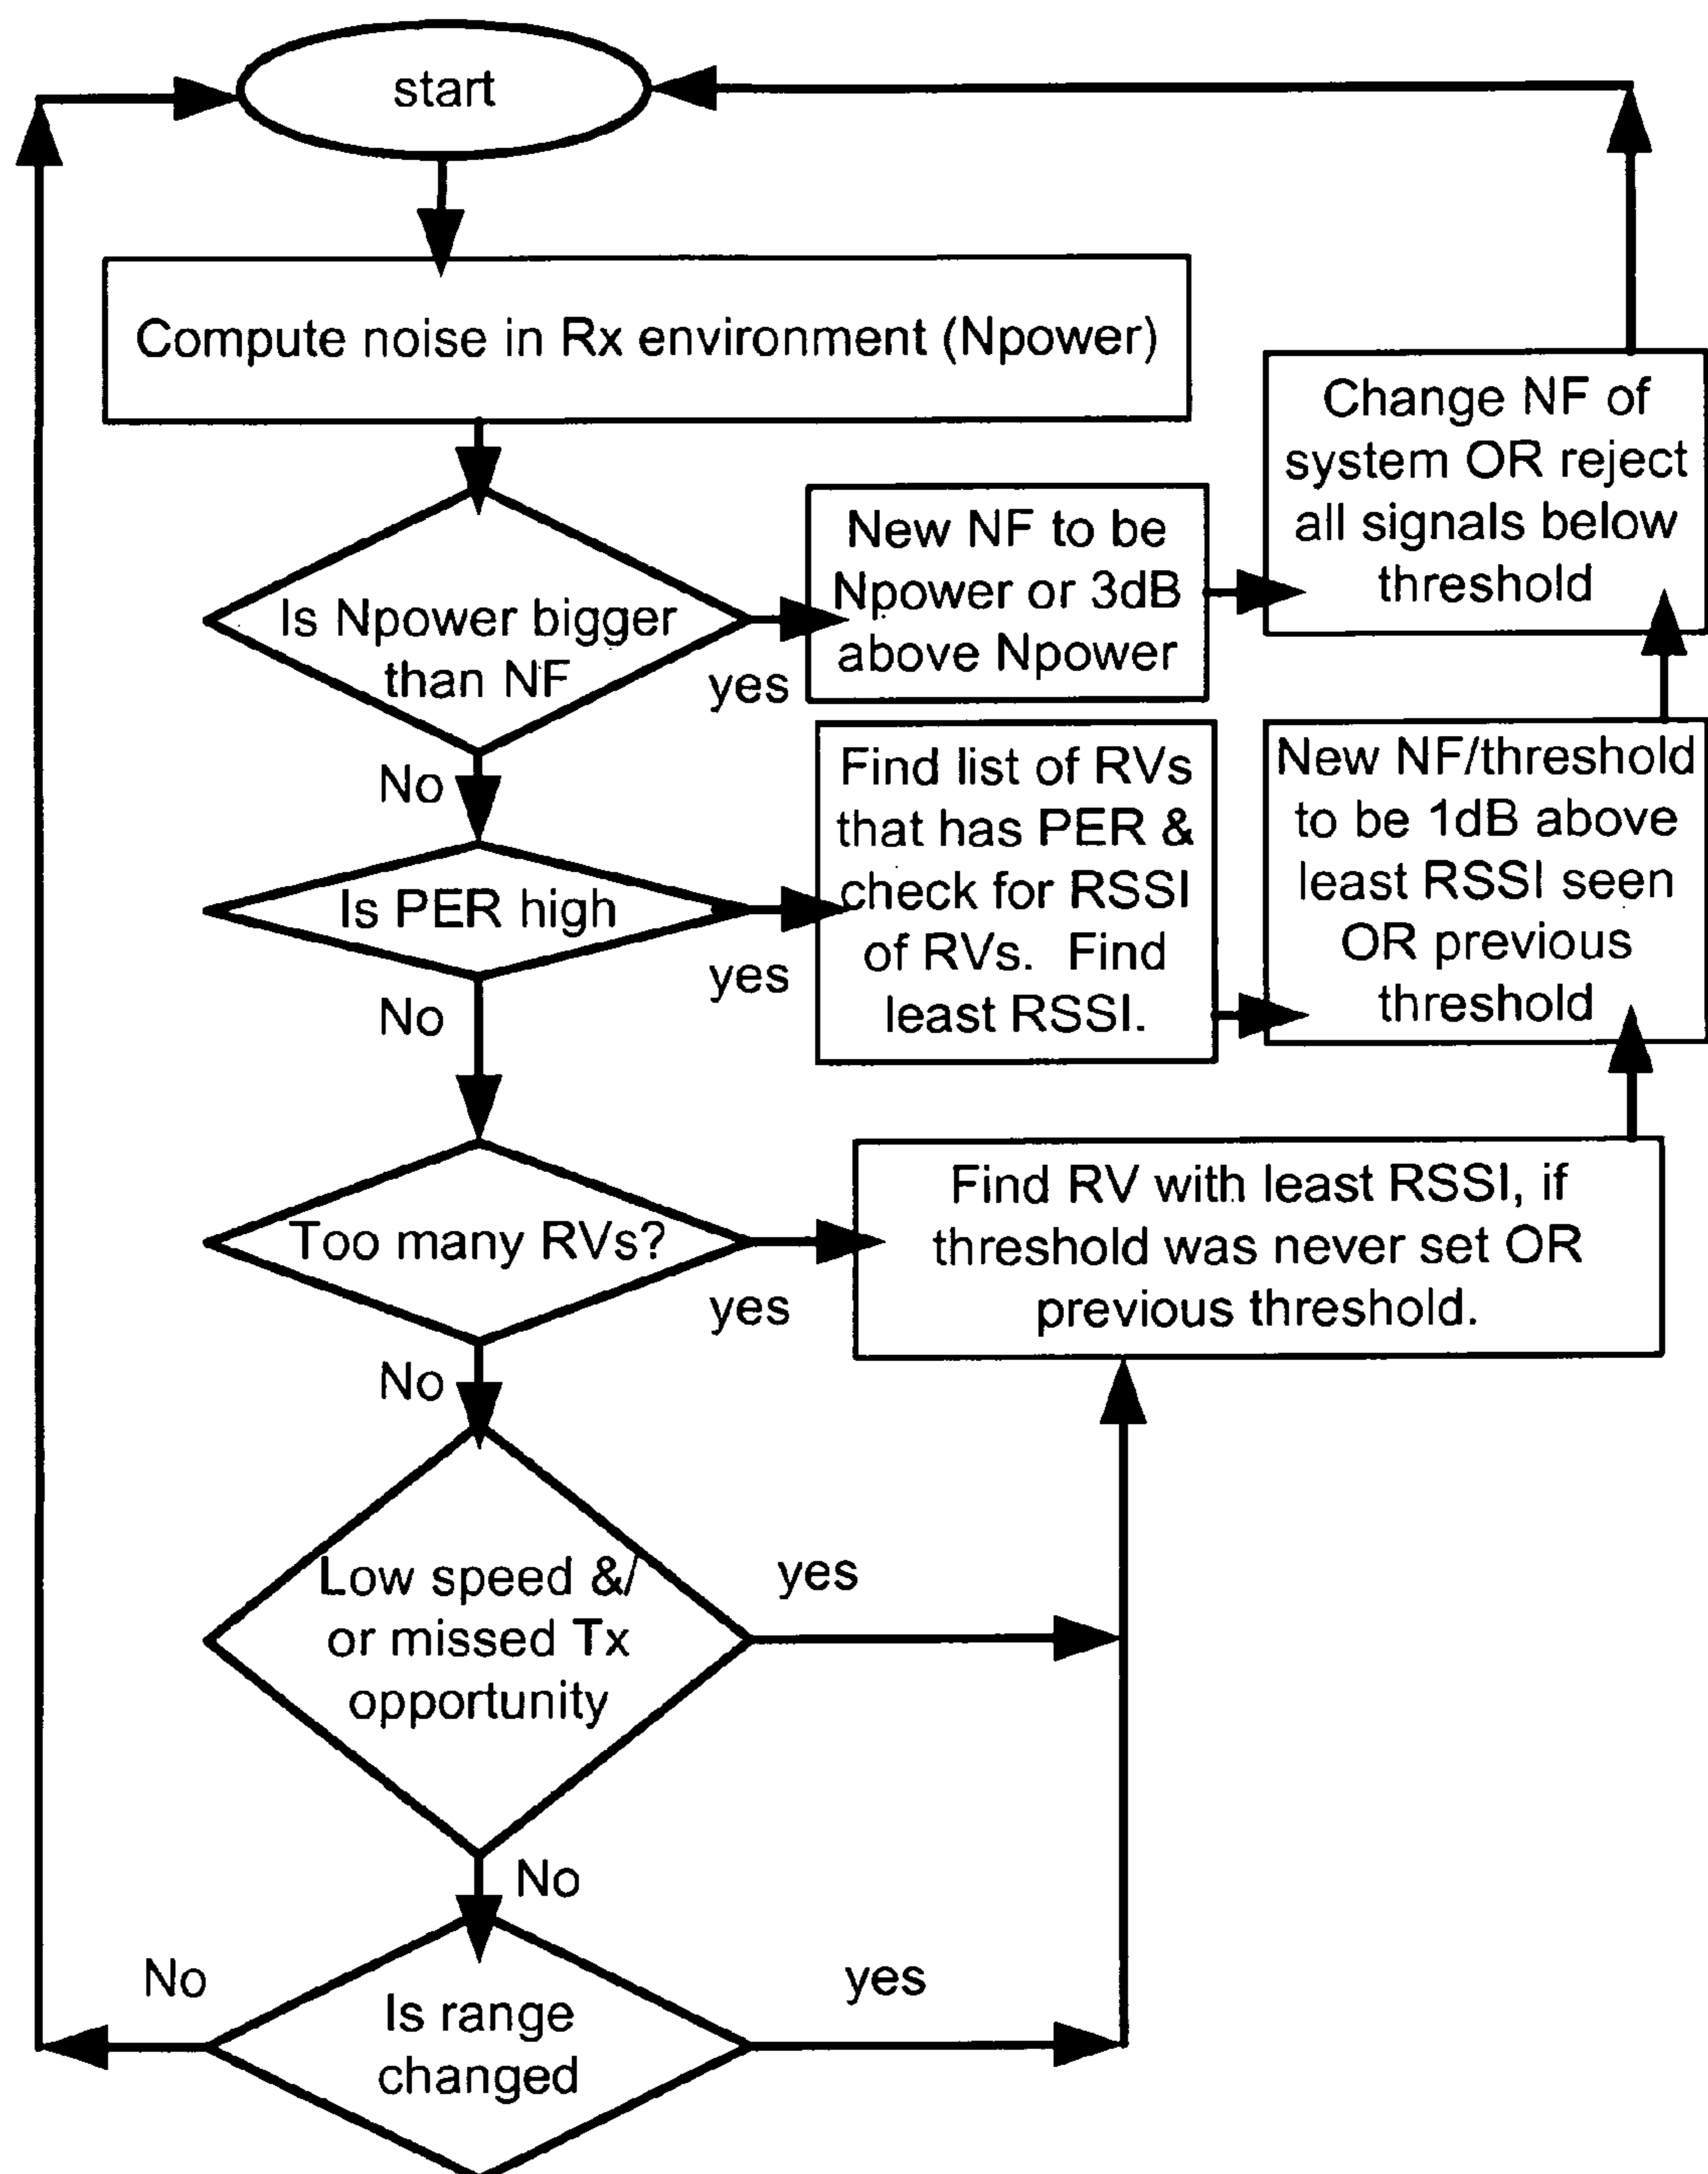 start
Compute noise in Rx environment (Npower)
Change NF of
system OR reject
all signals below
threshold
Is Npower bigger
than NF
yes
New NF to be
Npower or 3dB
above Npower
No
Is PER high
yes
Find list of RVs
that has PER &
check for RSSI
of RVs. Find
least RSSI.
New NF/threshold
to be 1dB above
least RSSI seen
OR previous
threshold
No
Too many RVs?
yes
Find RV with least RSSI, if
threshold was never set OR
previous threshold.
No
Low speed &/
or missed Tx
opportunity
yes
No
Is range
changed
No
yes